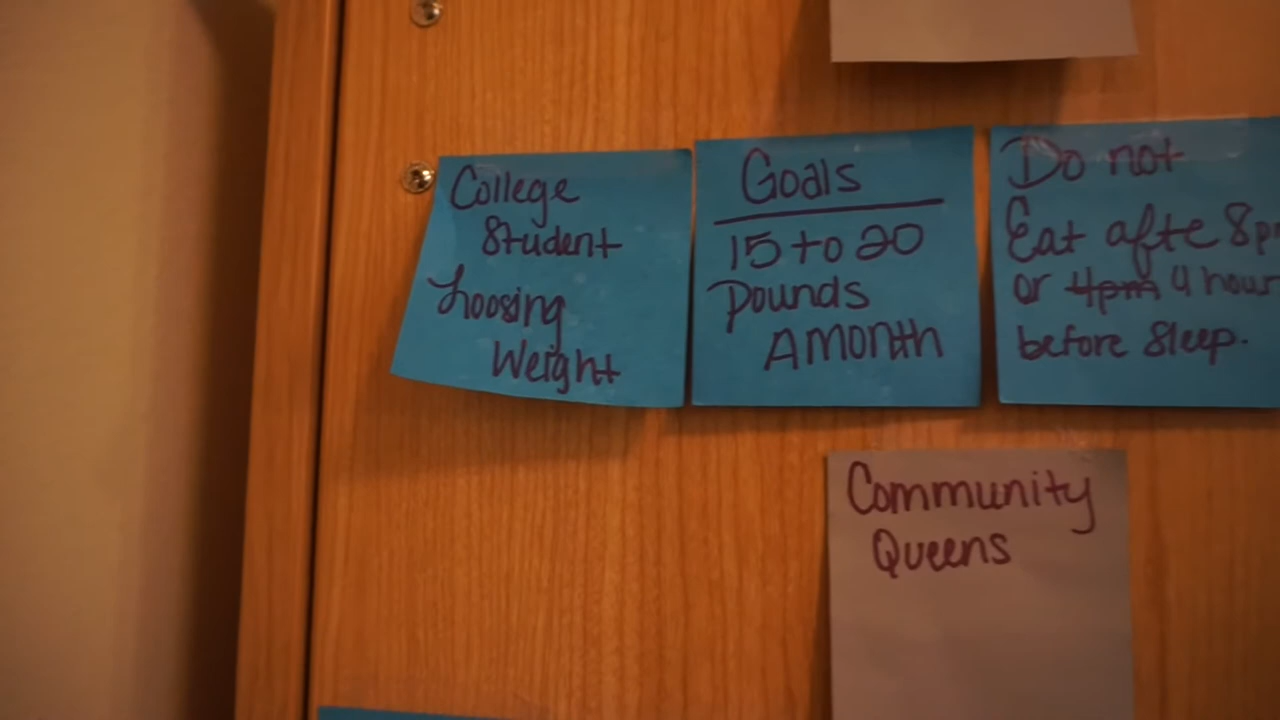 College
Student
Loosing
Weight
Goals
15 to 20
Pounds
A Month
Do not
Eat afte 8p
or 4pm 4 hour
before Sleep.
Community
Queens